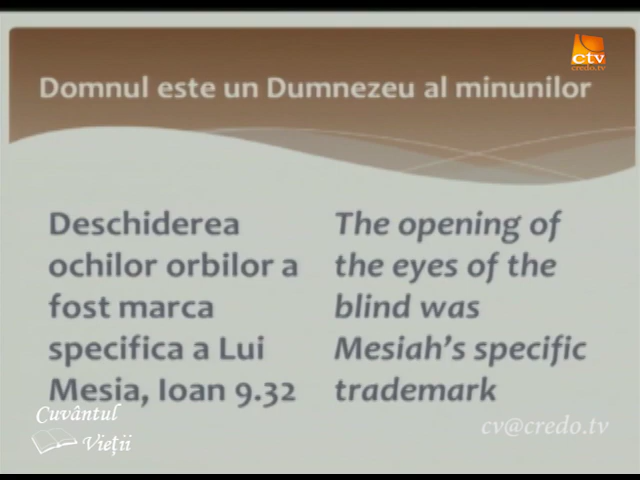 ctv
credo.tv
Domnul este un Dumnezeu al minunilor
Deschiderea
ochilor orbilor a
fost marca
specifica a Lui
Mesia, Ioan 9.32
The opening of
the eyes of the
blind was
Mesiah's specific
trademark
Cuvântul
Vieții
cv@credo.tv